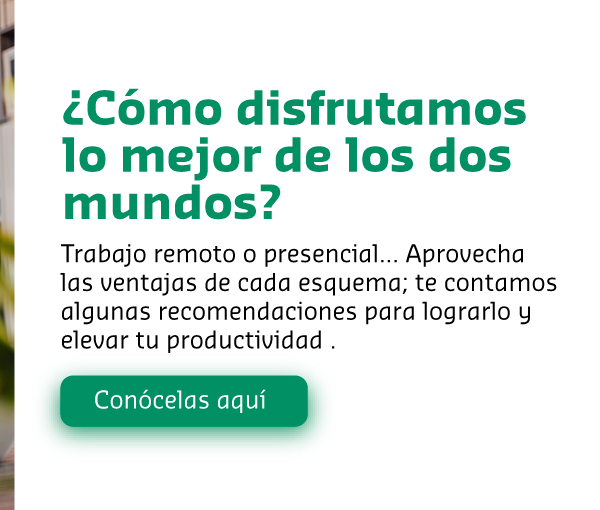 ¿Cómo disfrutamos
lo mejor de los dos
mundos?
Trabajo remoto o presencial... Aprovecha
las ventajas de cada esquema; te contamos
algunas recomendaciones para lograrlo y
elevar tu productividad .
Conócelas aquí